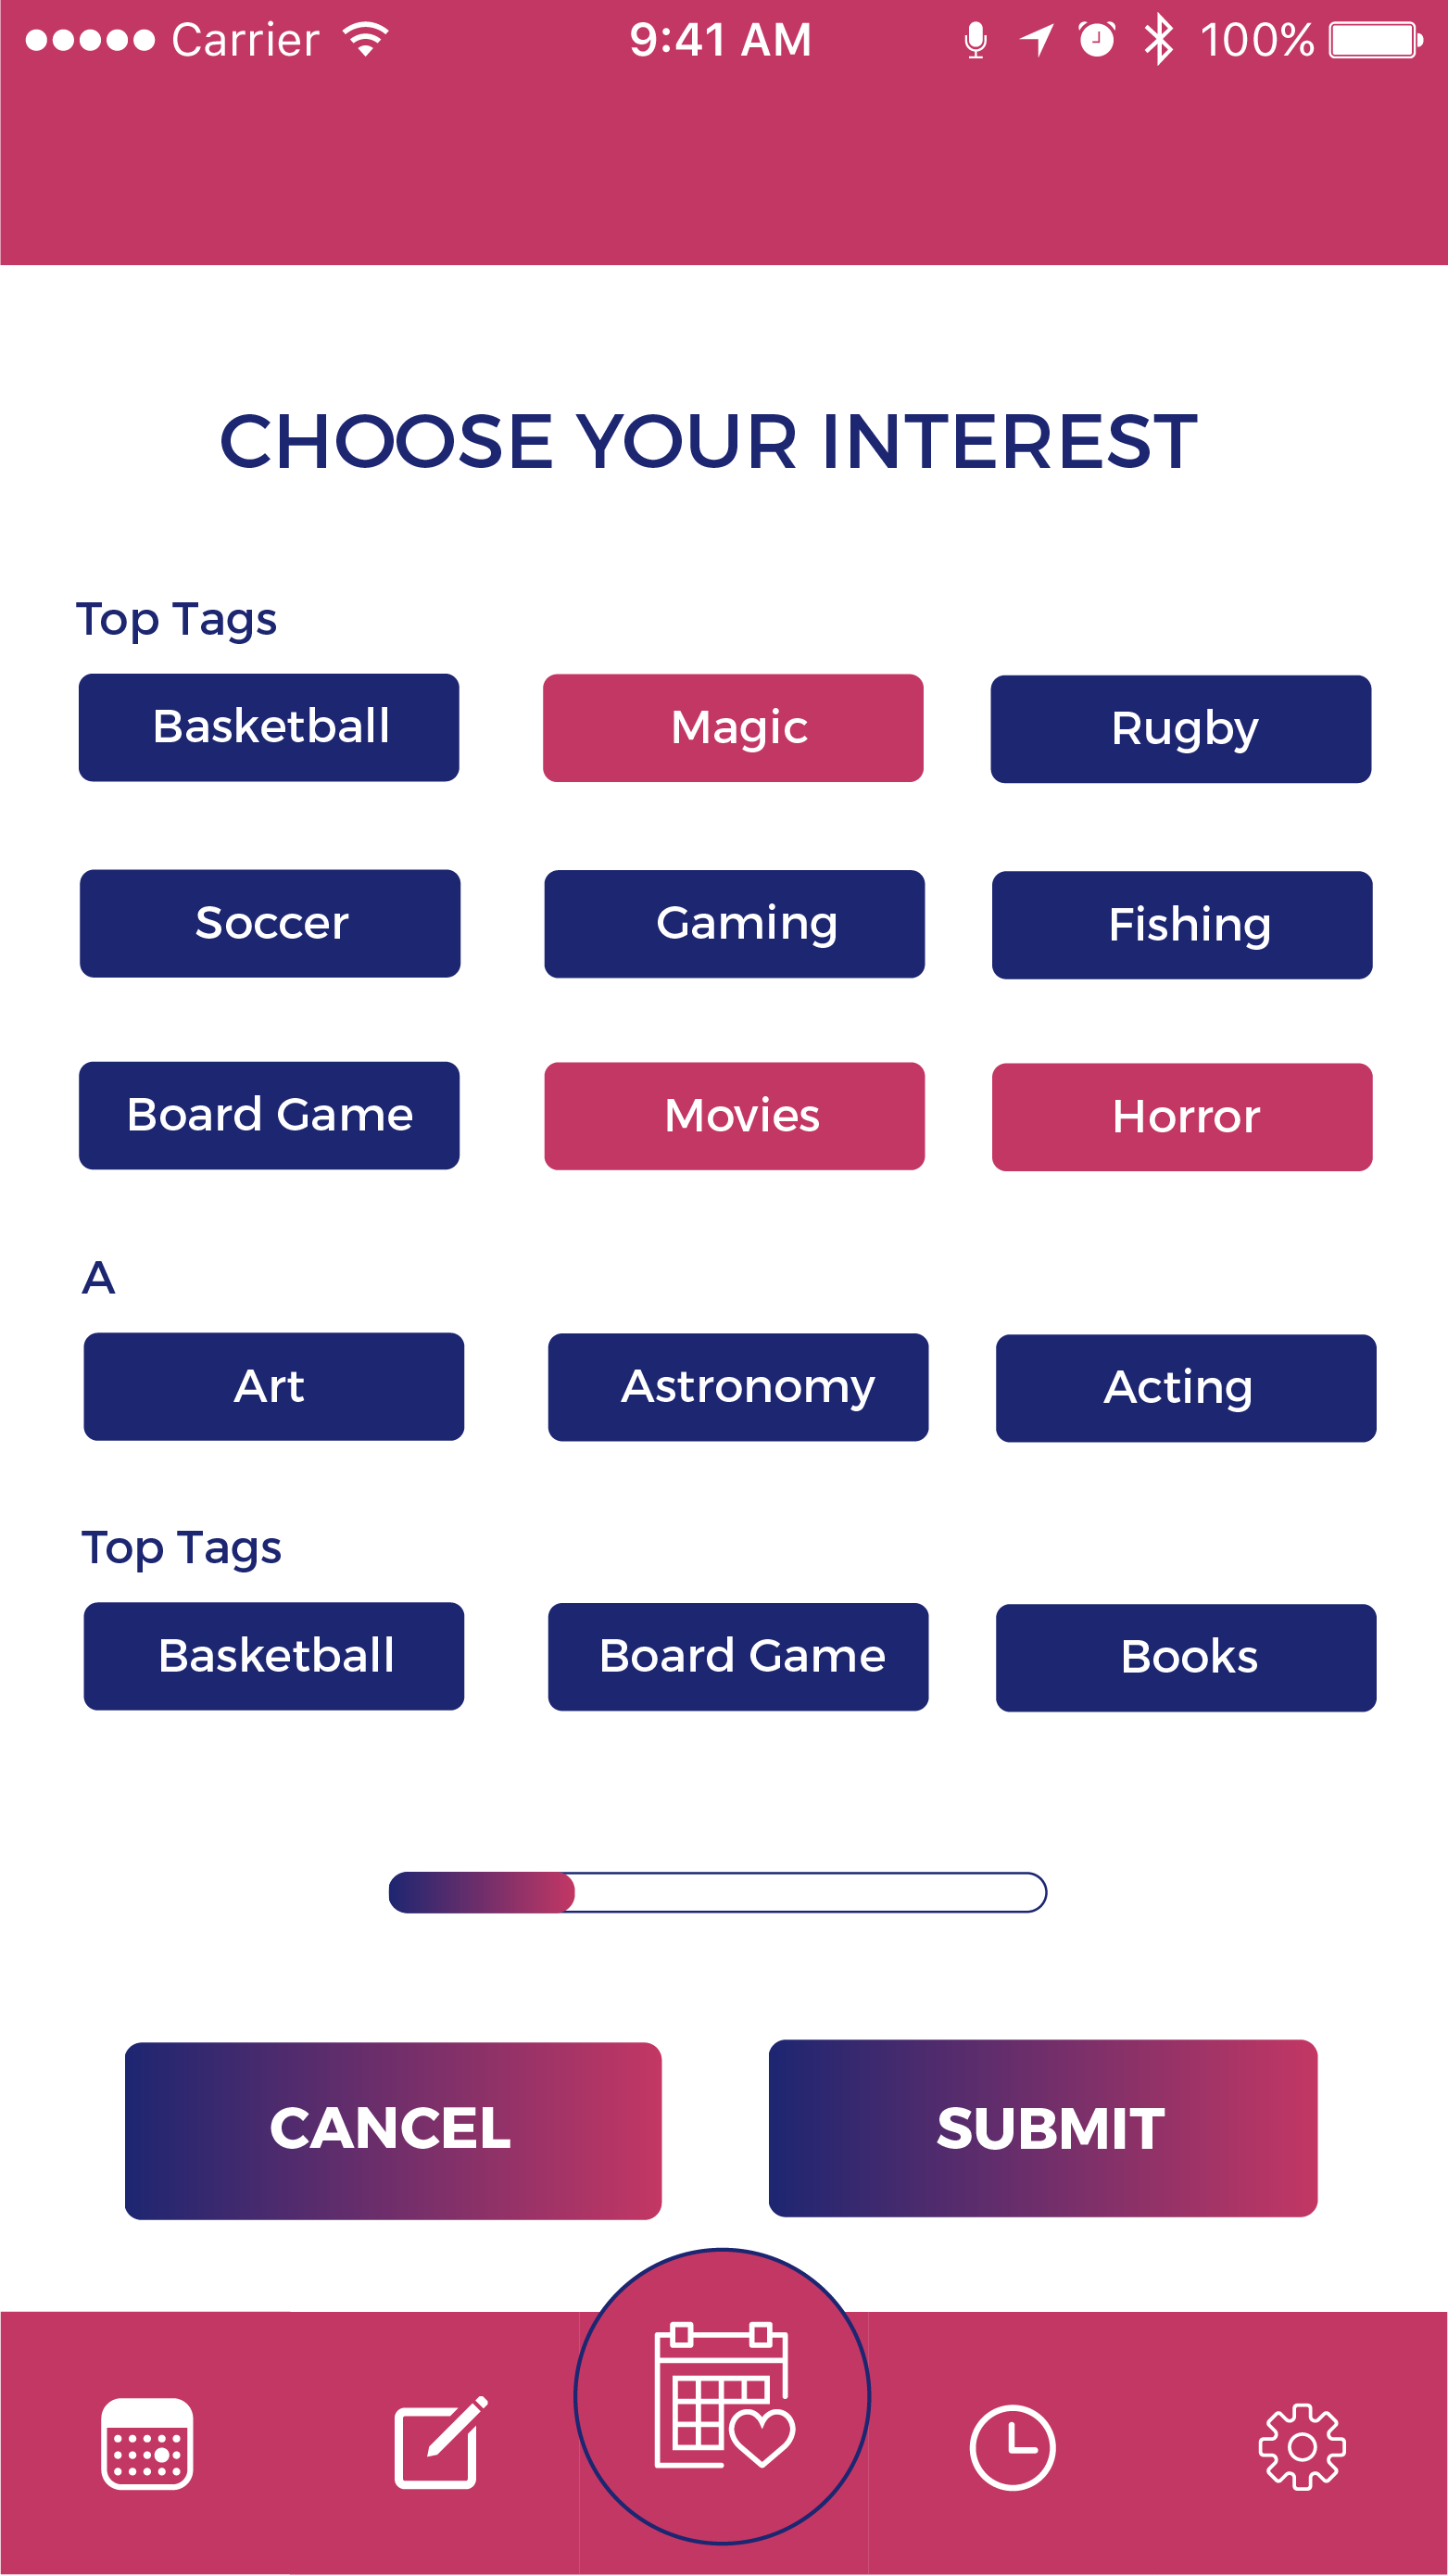 Carrier 9:41 AM 100%
CHOOSE YOUR INTEREST
Top Tags
Basketball Magic Rugby
Soccer Gaming Fishing
Board Game Movies Horror
A
Art Astronomy Acting
Top Tags
Basketball Board Game Books
CANCEL SUBMIT